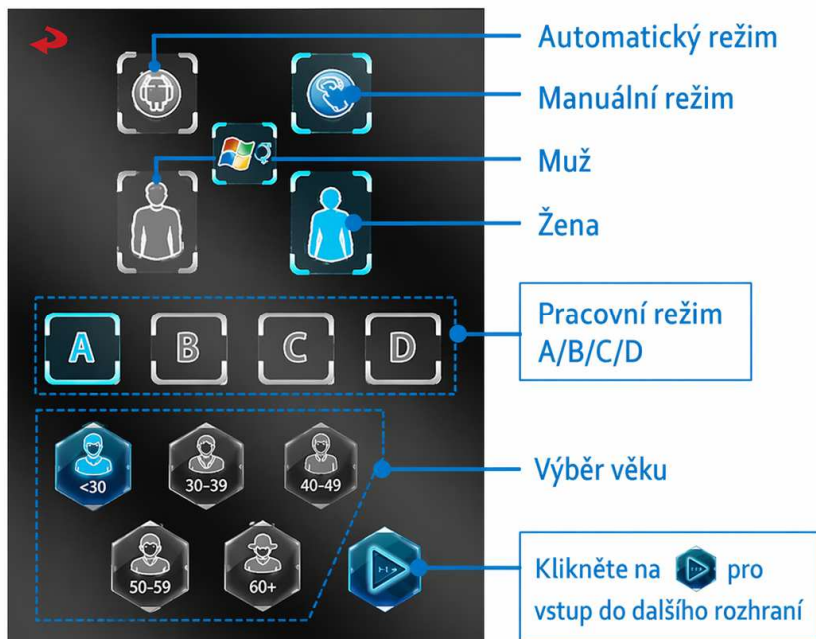 Automatický režim
Manuální režim
Muž
Žena
Pracovní režim
A/B/C/D
A B C D
<30 30-39 40-49
Výběr věku
50-59 60+
Klikněte na pro
vstup do dalšího rozhraní